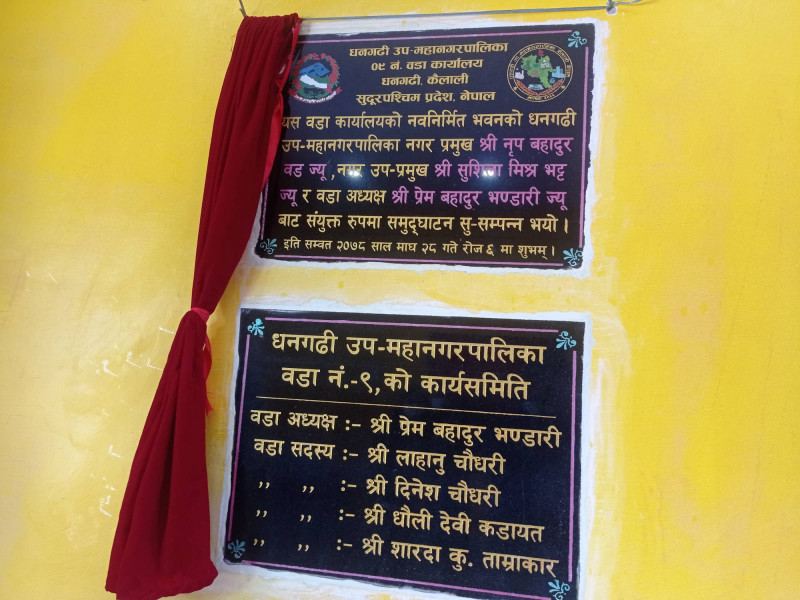 धनगढी उप-महानगरपालिका
०९ नं. वडा कार्यालय
धनगढी, कैलाली
सुदूरपश्चिम प्रदेश, नेपाल
यस वडा कार्यालयको नवनिर्मित भवनको धनगढी
उप-महानगरपालिका नगर प्रमुख श्री नृप बहादुर
वड ज्यू ,नगर उप-प्रमुख श्री सुशिला मिश्र भट्ट
ज्यू र वडा अध्यक्ष श्री प्रेम बहादुर भण्डारी ज्यू
बाट संयुक्त रुपमा समुद्घाटन सु-सम्पन्न भयो ।
इति सम्वत २०७८ साल माघ २८ गते रोज ६ मा शुभम् ।
धनगढी उप-महानगरपालिका
वडा नं.-९, को कार्यसमिति
वडा अध्यक्ष :- श्री प्रेम बहादुर भण्डारी
वडा सदस्य :- श्री लाहानु चौधरी
,, ,, :- श्री दिनेश चौधरी
,, ,, :- श्री धौली देवी कडायत
,, ,, :- श्री शारदा कु. ताम्राकार